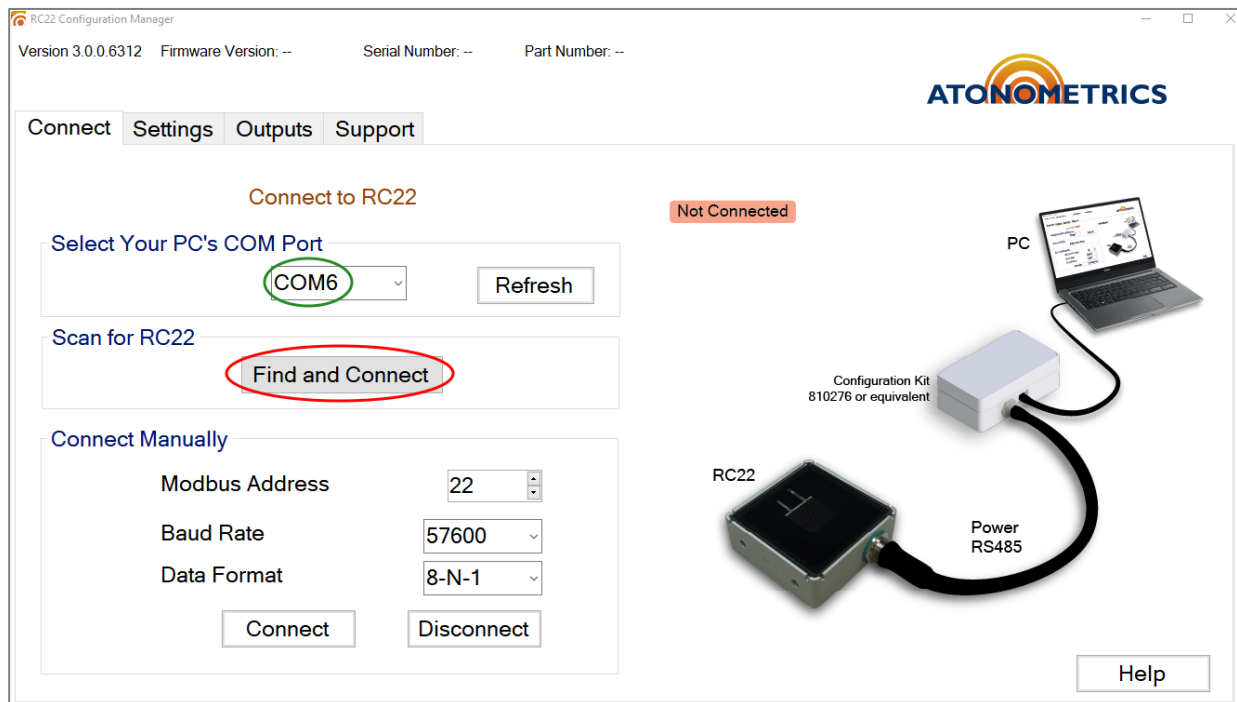 RC22 Configuration Manager
Version 3.0.0.6312 Firmware Version: -- Serial Number: -- Part Number: --
ATONOMETRICS
Connect Settings Outputs Support
Connect to RC22
Not Connected
Select Your PC's COM Port
COM6
Refresh
PC
Scan for RC22
Find and Connect
Configuration Kit
810276 or equivalent
Connect Manually
Modbus Address 22
Baud Rate 57600
Data Format 8-N-1
Connect Disconnect
RC22
Power
RS485
Help